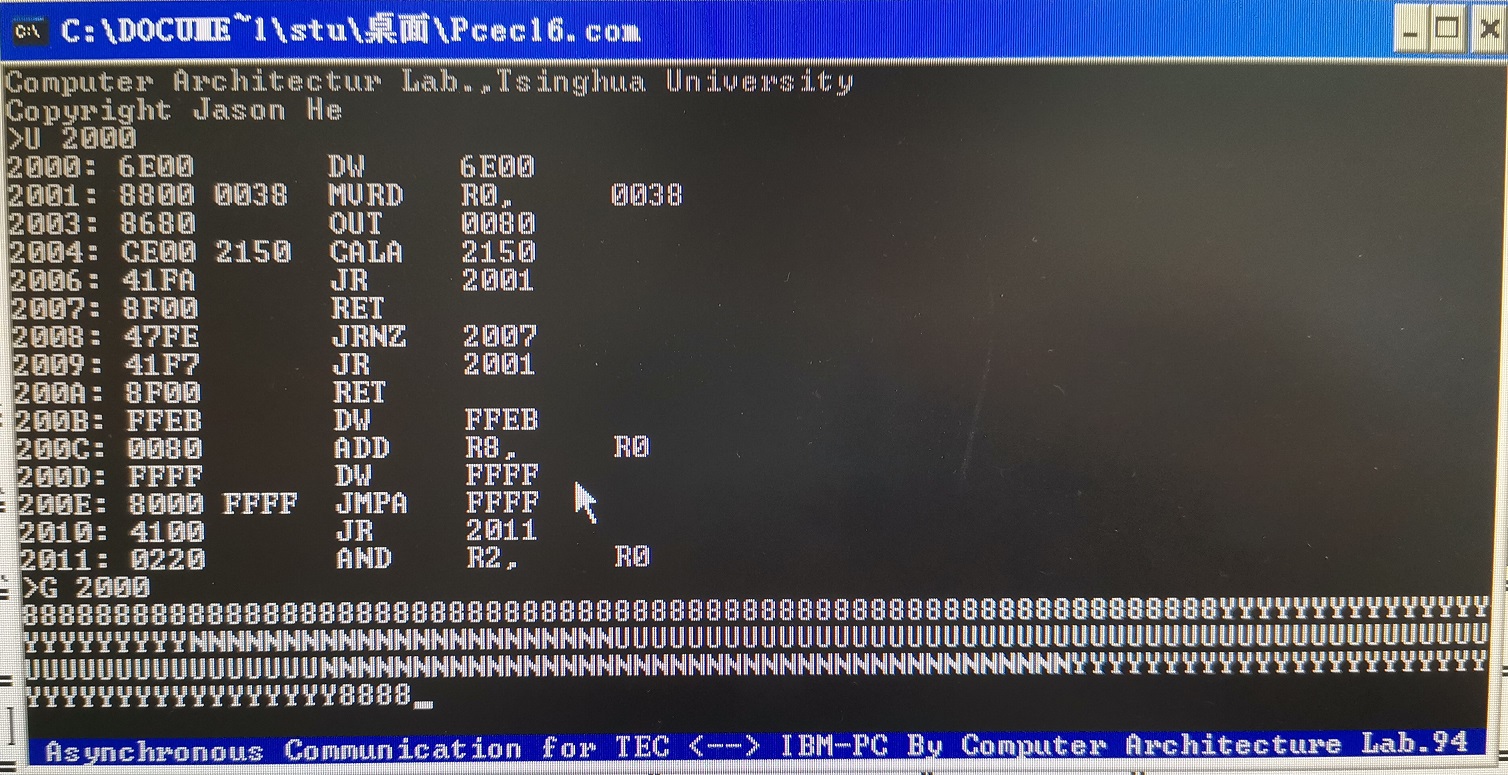 C:\DOCUME~1\stu\桌面\Pcec16.com
Computer Architectur Lab.,Tsinghua University
Copyright Jason He
>U 2000
2000: 6E00 DW 6E00
2001: 8800 0038 MVRD R0, 0038
2003: 8680 OUT 0080
2004: CE00 2150 CALA 2150
2006: 41FA JR 2001
2007: 8F00 RET
2008: 47FE JRNZ 2007
2009: 41F7 JR 2001
200A: 8F00 RET
200B: FFEB DW FFEB
200C: 0080 ADD R8, R0
200D: FFFF DW FFFF
200E: 8000 FFFF JMPA FFFF
2010: 4100 JR 2011
2011: 0220 AND R2, R0
>G 2000
88888888888888888888888888888888888888888888888888888888888888888YYYYYYYYYYYYYYY
YYYYYYYYYNNNNNNNNNNNNNNNNNNNNNNNUUUUUUUUUUUUUUUUUUUUUUUUUUUUUUUUUUUUUUUUUUUUUUUU
UUUUUUUUUUUUUUUUNNNNNNNNNNNNNNNNNNNNNNNNNNNNNNNNNNNNNNNNNYYYYYYYYYYYYYYYYYYYYYYY
YYYYYYYYYYYYYYYYY8888_
Asynchronous Communication for TEC <--> IBM-PC By Computer Architecture Lab.94